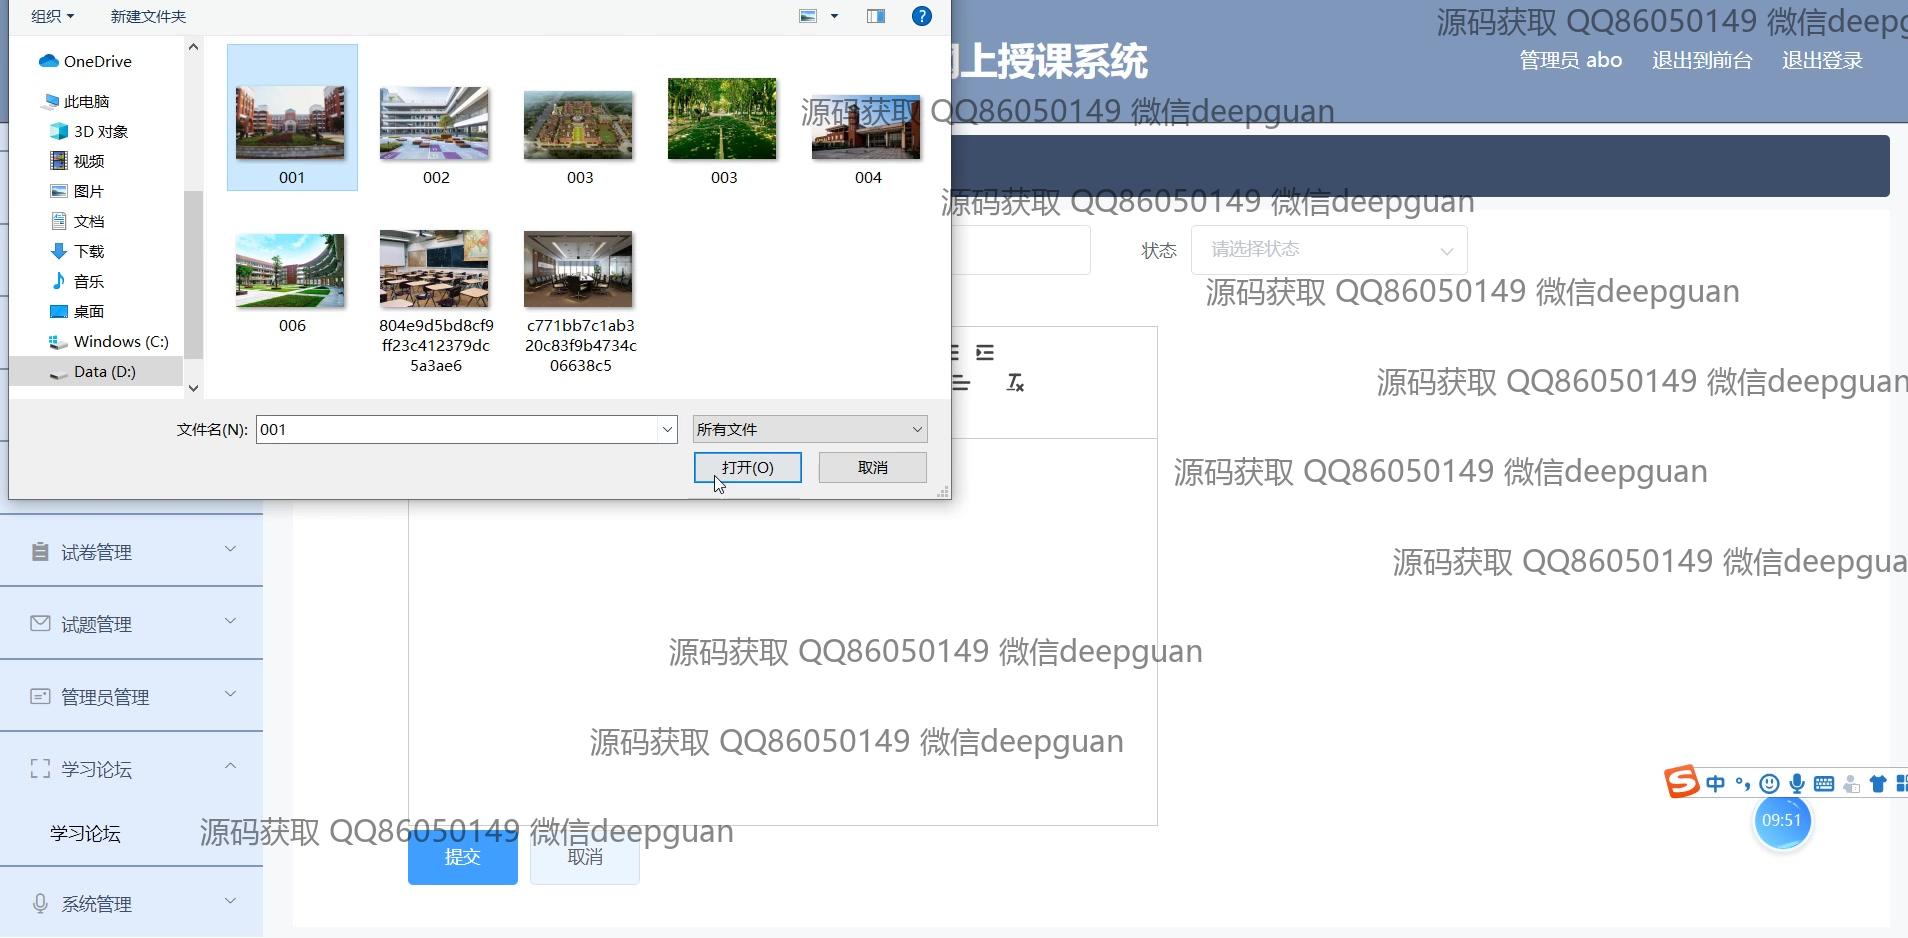 组织
新建文件夹
源码获取 QQ86050149 微信deepg
上授课系统
管理员 abo
退出到前台
退出登录
OneDrive
此电脑
3D 对象
视频
图片
文档
下载
音乐
桌面
Windows (C:)
Data (D:)
001
002
003
003
004
源码获取 QQ86050149 微信deepguan
006
804e9d5bd8cf9
ff23c412379dc
5a3ae6
c771bb7c1ab3
20c83f9b4734c
06638c5
源码获取 QQ86050149 微信deepguan
状态
请选择状态
源码获取 QQ86050149 微信deepguan
源码获取 QQ86050149 微信deepguan
文件名(N):
001
所有文件
打开(O)
取消
源码获取 QQ86050149 微信deepguan
试卷管理
源码获取 QQ86050149 微信deepgua
试题管理
源码获取 QQ86050149 微信deepguan
管理员管理
源码获取 QQ86050149 微信deepguan
学习论坛
中
09:51
学习论坛
源码获取 QQ86050149 微信deepguan
提交
取消
系统管理